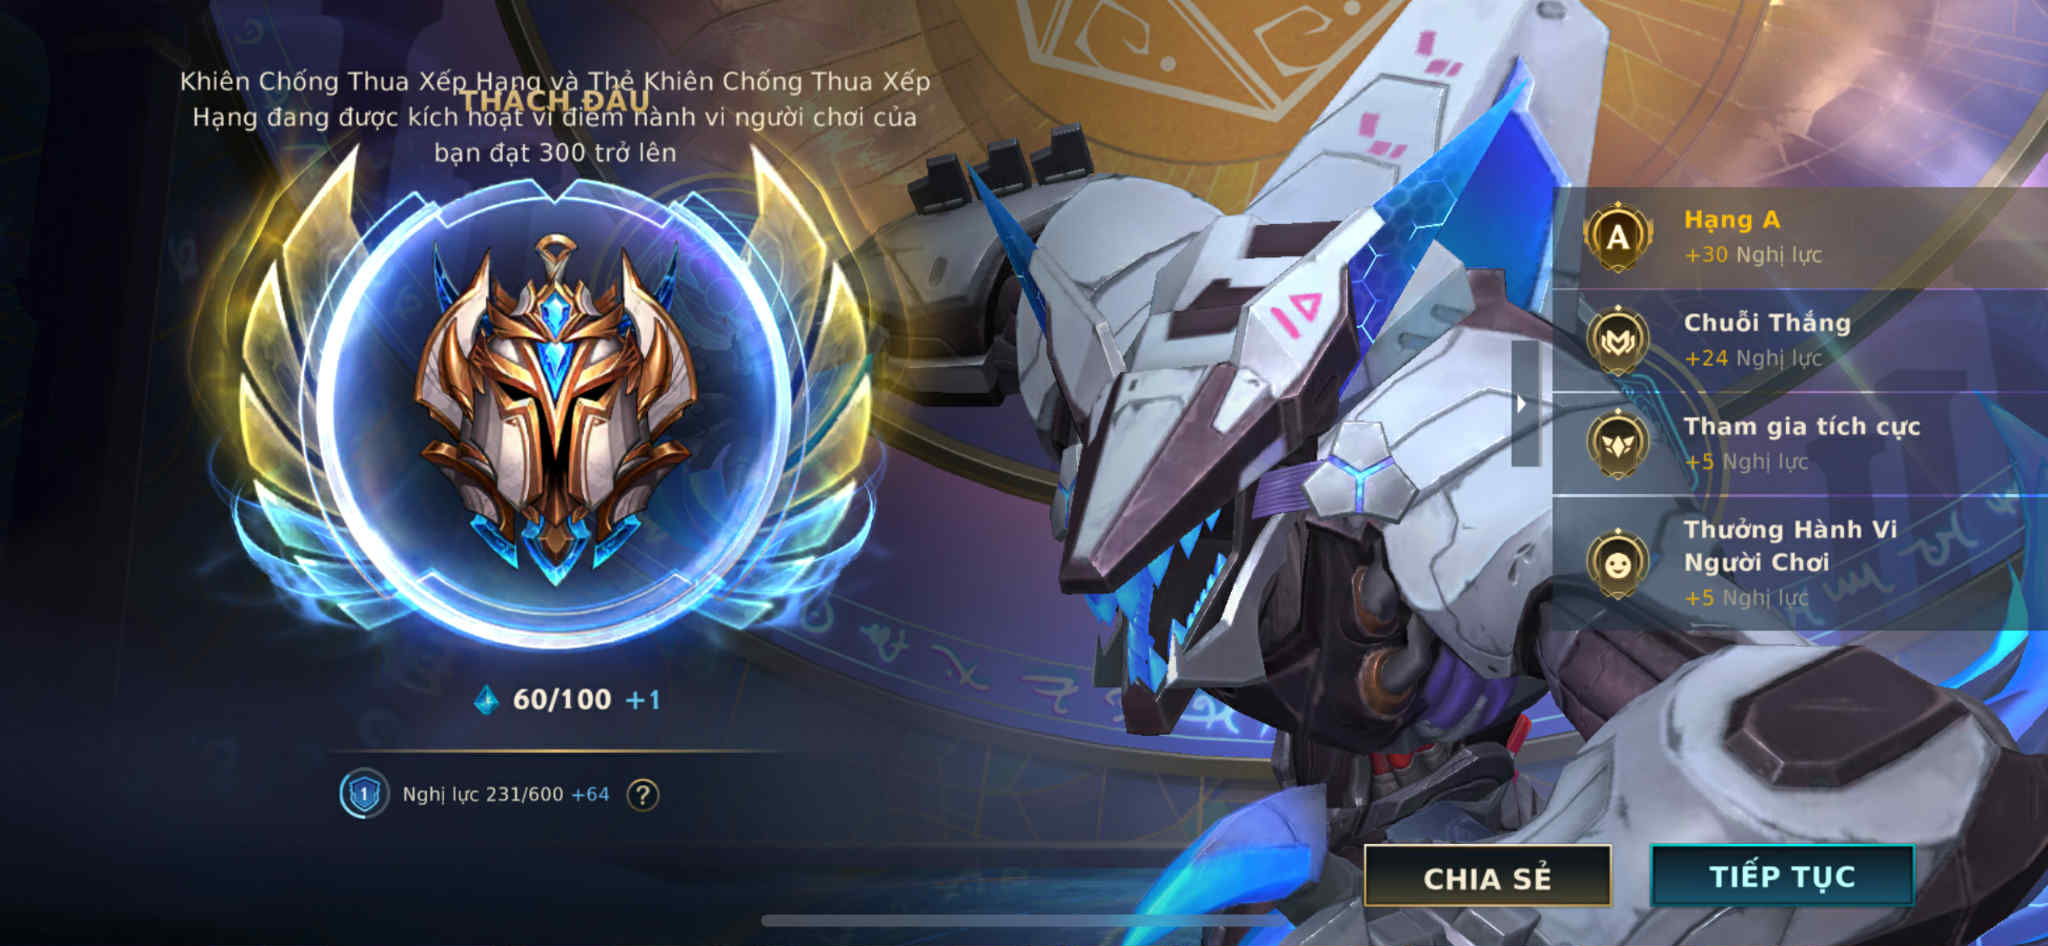 Khiên Chống Thua Xếp Hạng và Thẻ Khiên Chống Thua Xếp
THÁCH ĐẤU
Hạng đang được kích hoạt vì điểm hành vi người chơi của
bạn đạt 300 trở lên
60/100 +1
1
Nghị lực 231/600 +64 ?
A
Hạng A
+30 Nghị lực
Chuỗi Thắng
+24 Nghị lực
Tham gia tích cực
+5 Nghị lực
Thưởng Hành Vi
Người Chơi
+5 Nghị lực
CHIA SẺ
TIẾP TỤC